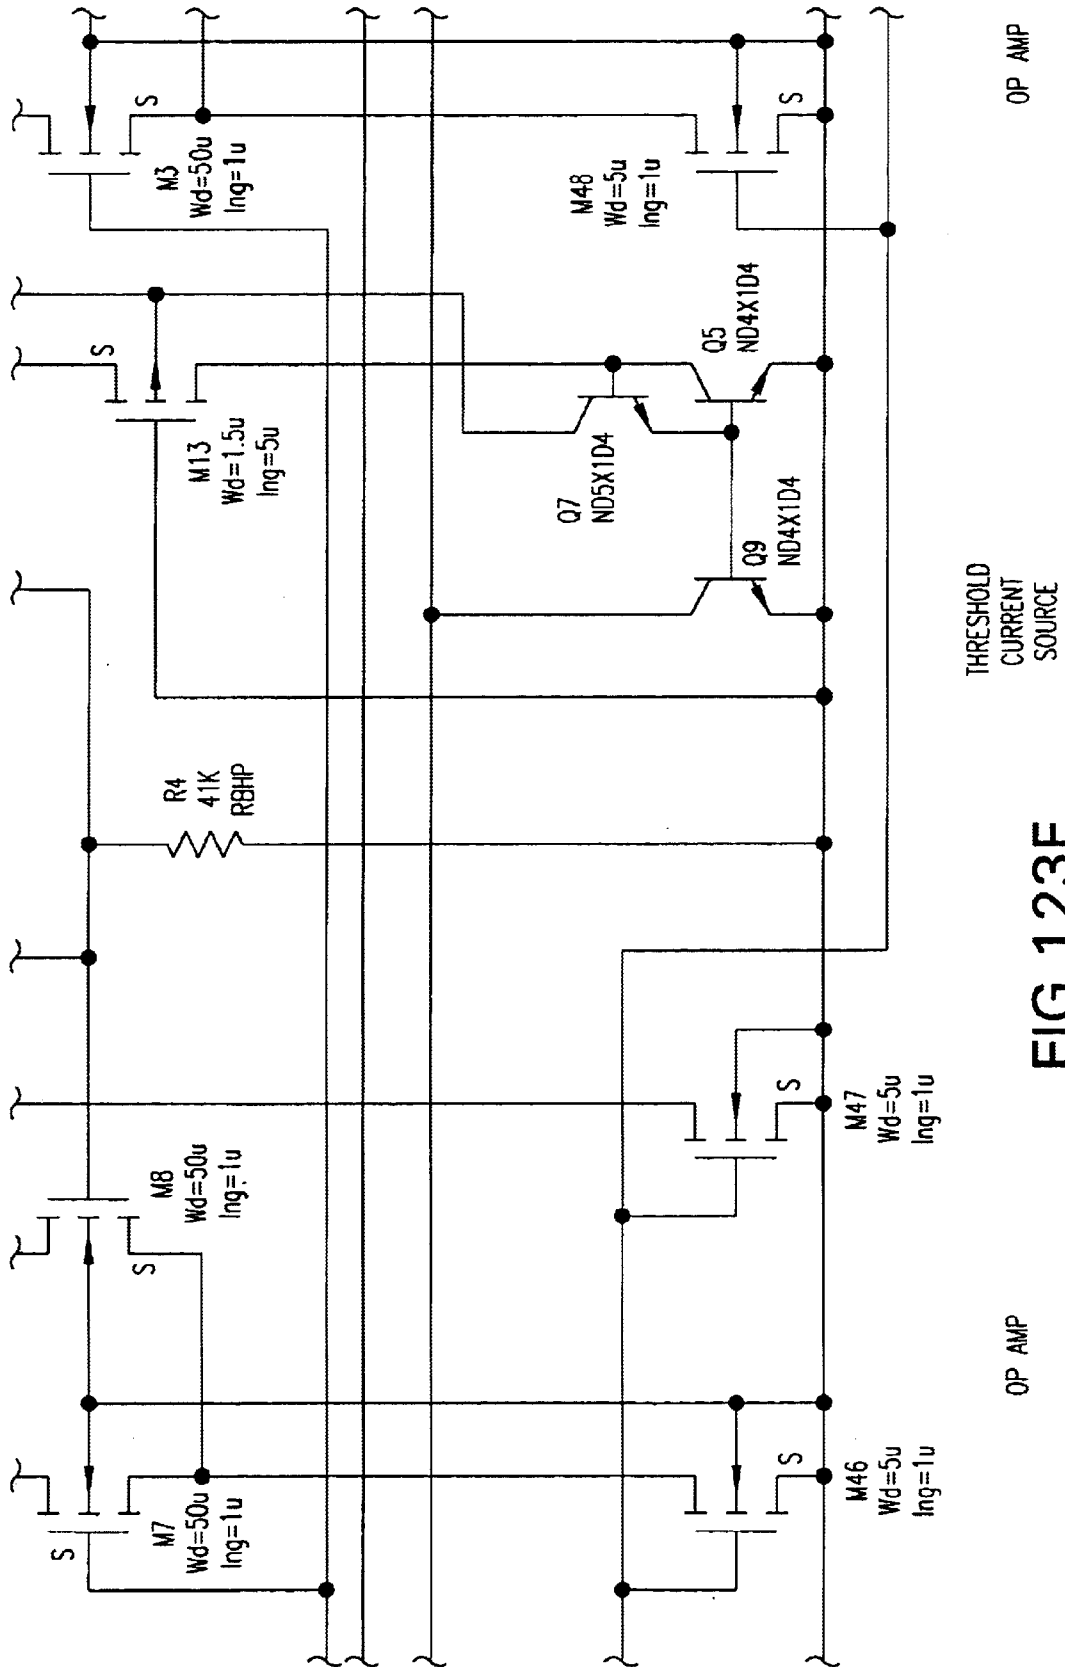 M7
Wd=50u
lng=1u
S
M8
Wd=50u
lng=1u
S
R4
41K
RBHP
M13
Wd=1.5u
lng=5u
S
M3
Wd=50u
lng=1u
S
Q7
ND5X1D4
Q9
ND4X1D4
Q5
ND4X1D4
M46
Wd=5u
lng=1u
S
M47
Wd=5u
lng=1u
S
M48
Wd=5u
lng=1u
S
OP AMP
THRESHOLD
CURRENT
SOURCE
OP AMP